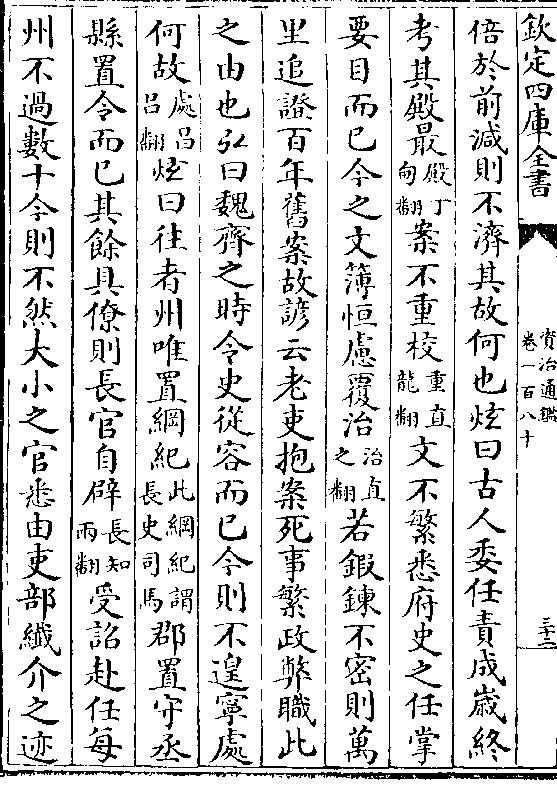 欽定四庫全書
資治通鑑
卷一百八十
三十二
倍於前減則不濟其故何也炫曰古人委任責成歲終
考其殿最殿丁甸翻案不重校重直龍翻文不繁悉府史之任掌
要目而已今之文簿恒慮覆治治直之翻若鍜鍊不密則萬
里追證百年舊案故諺云老吏抱案死事繁政弊職此
之由也弘曰魏齊之時令史從容而已今則不遑寧處
何故處昌呂翻炫曰往者州唯置綱紀此綱紀謂長史司馬郡置守丞
縣置令而已其餘具僚則長官自辟長知兩翻受詔赴任每
州不過數十今則不然大小之官悉由吏部纎介之迹